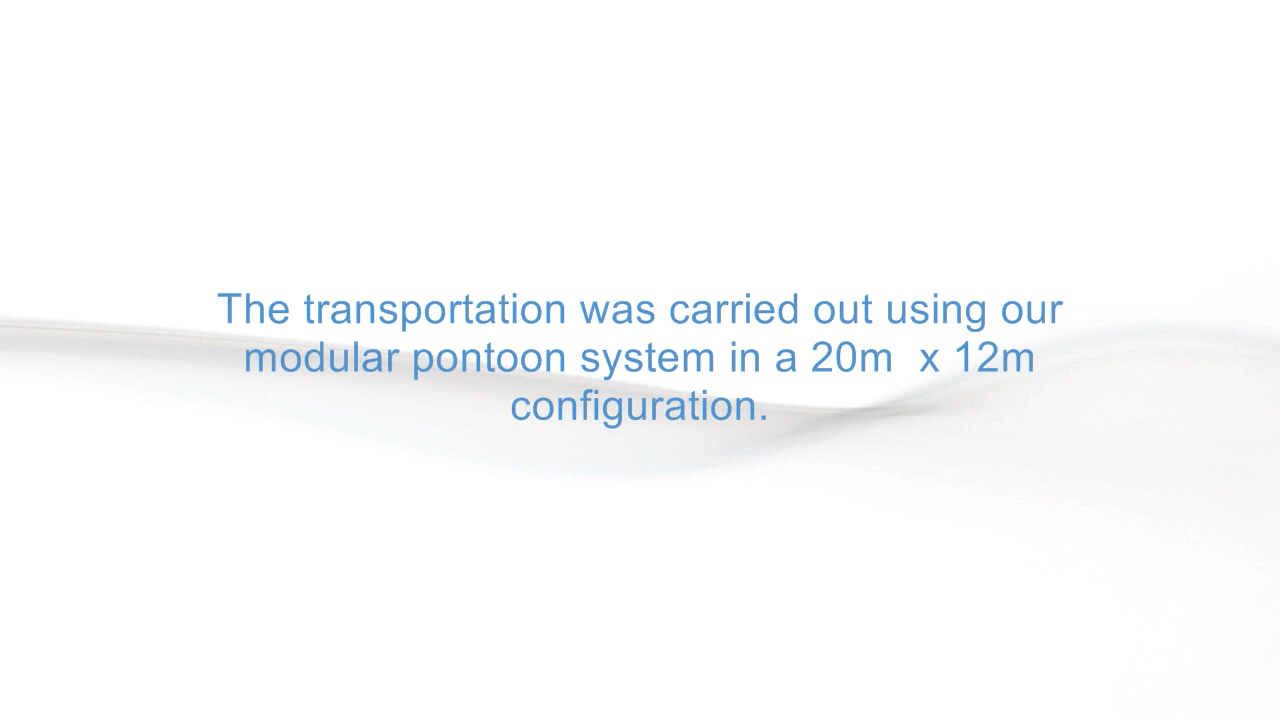 The transportation was carried out using our
modular pontoon system in a 20m  x 12m
configuration.